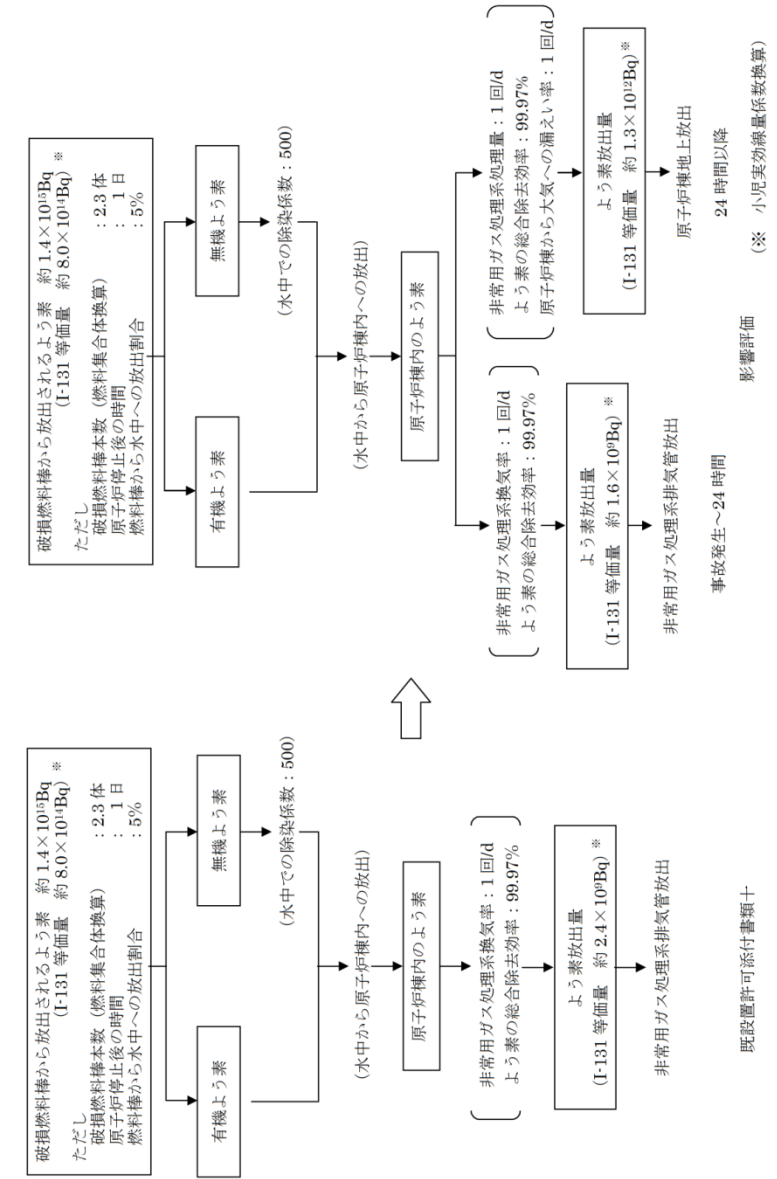 破損燃料棒から放出されるよう素　約 1.4×10¹⁵Bq
(I-131 等価量　約 8.0×10¹⁴Bq) ※
ただし
破損燃料棒本数（燃料集合体換算）　：2.3 体
原子炉停止後の時間　：　1 日
燃料棒から水中への放出割合　：5%
有機よう素
無機よう素
(水中での除染係数：500)
(水中から原子炉棟内への放出)
原子炉棟内のよう素
非常用ガス処理系換気率：1 回/d
よう素の総合除去効率：99.97%
よう素放出量
(I-131 等価量　約 2.4×10⁹Bq) ※
非常用ガス処理系排気管放出
既設置許可添付書類十
破損燃料棒から放出されるよう素　約 1.4×10¹⁵Bq
(I-131 等価量　約 8.0×10¹⁴Bq) ※
ただし
破損燃料棒本数（燃料集合体換算）　：2.3 体
原子炉停止後の時間　：　1 日
燃料棒から水中への放出割合　：5%
有機よう素
無機よう素
(水中での除染係数：500)
(水中から原子炉棟内への放出)
原子炉棟内のよう素
非常用ガス処理系換気率：1 回/d
よう素の総合除去効率：99.97%
よう素放出量
(I-131 等価量　約 1.6×10⁹Bq) ※
非常用ガス処理系排気管放出
事故発生～24 時間
非常用ガス処理系処理量：1 回/d
よう素の総合除去効率：99.97%
原子炉棟から大気への漏えい率：1 回/d
よう素放出量
(I-131 等価量　約 1.3×10¹²Bq) ※
原子炉棟地上放出
24 時間以降
影響評価
(※　小児実効線量係数換算)